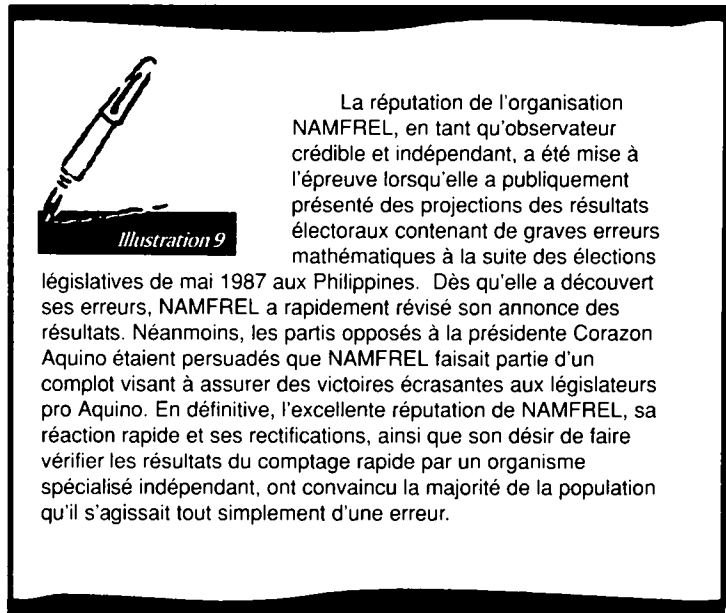 La réputation de l'organisation
NAMFREL, en tant qu'observateur
crédible et indépendant, a été mise à
l'épreuve lorsqu'elle a publiquement
présenté des projections des résultats
électoraux contenant de graves erreurs
Illustration 9
mathématiques à la suite des élections
législatives de mai 1987 aux Philippines. Dès qu'elle a découvert
ses erreurs, NAMFREL a rapidement révisé son annonce des
résultats. Néanmoins, les partis opposés à la présidente Corazon
Aquino étaient persuadés que NAMFREL faisait partie d'un
complot visant à assurer des victoires écrasantes aux législateurs
pro Aquino. En définitive, l'excellente réputation de NAMFREL, sa
réaction rapide et ses rectifications, ainsi que son désir de faire
vérifier les résultats du comptage rapide par un organisme
spécialisé indépendant, ont convaincu la majorité de la population
qu'il s'agissait tout simplement d'une erreur.